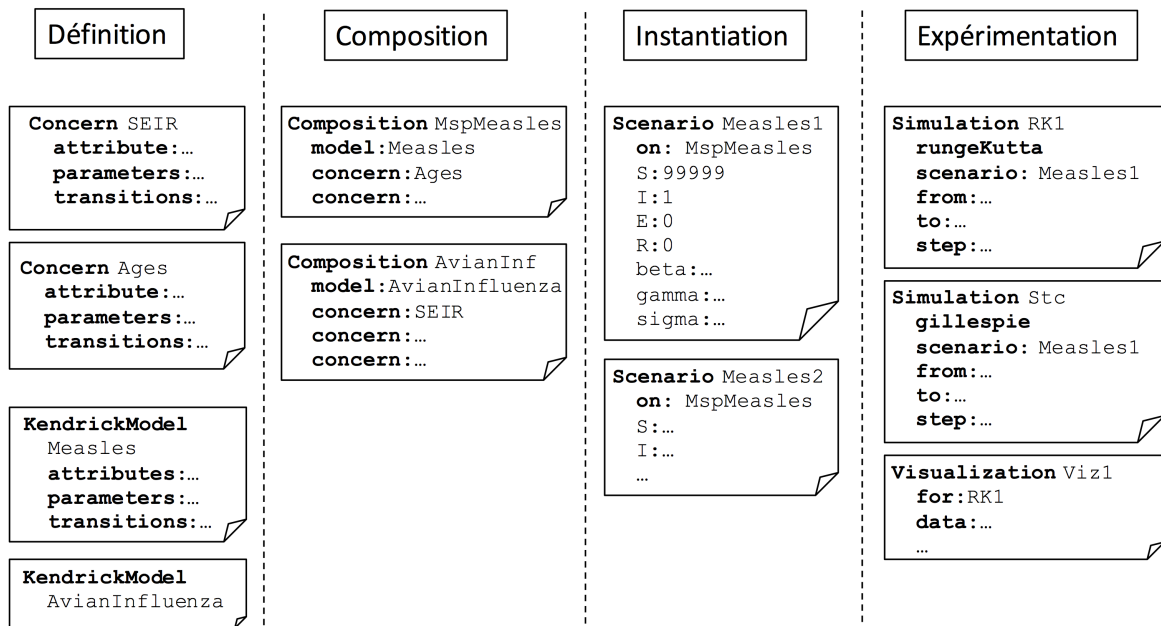 Définition
Concern SEIR
attribute:…
parameters:…
transitions:…
Concern Ages
attribute:…
parameters:…
transitions:…
KendrickModel
Measles
attributes:…
parameters:…
transitions:…
KendrickModel
AvianInfluenza
Composition
Composition MspMeasles
model:Measles
concern:Ages
concern:…
Composition AvianInf
model:AvianInfluenza
concern:SEIR
concern:…
concern:…
Instantiation
Scenario Measles1
on: MspMeasles
S:99999
I:1
E:0
R:0
beta:…
gamma:…
sigma:…
Scenario Measles2
on: MspMeasles
S:…
I:…
…
Expérimentation
Simulation RK1
rungeKutta
scenario: Measles1
from:…
to:…
step:…
Simulation Stc
gillespie
scenario: Measles1
from:…
to:…
step:…
Visualization Viz1
for:RK1
data:…
…